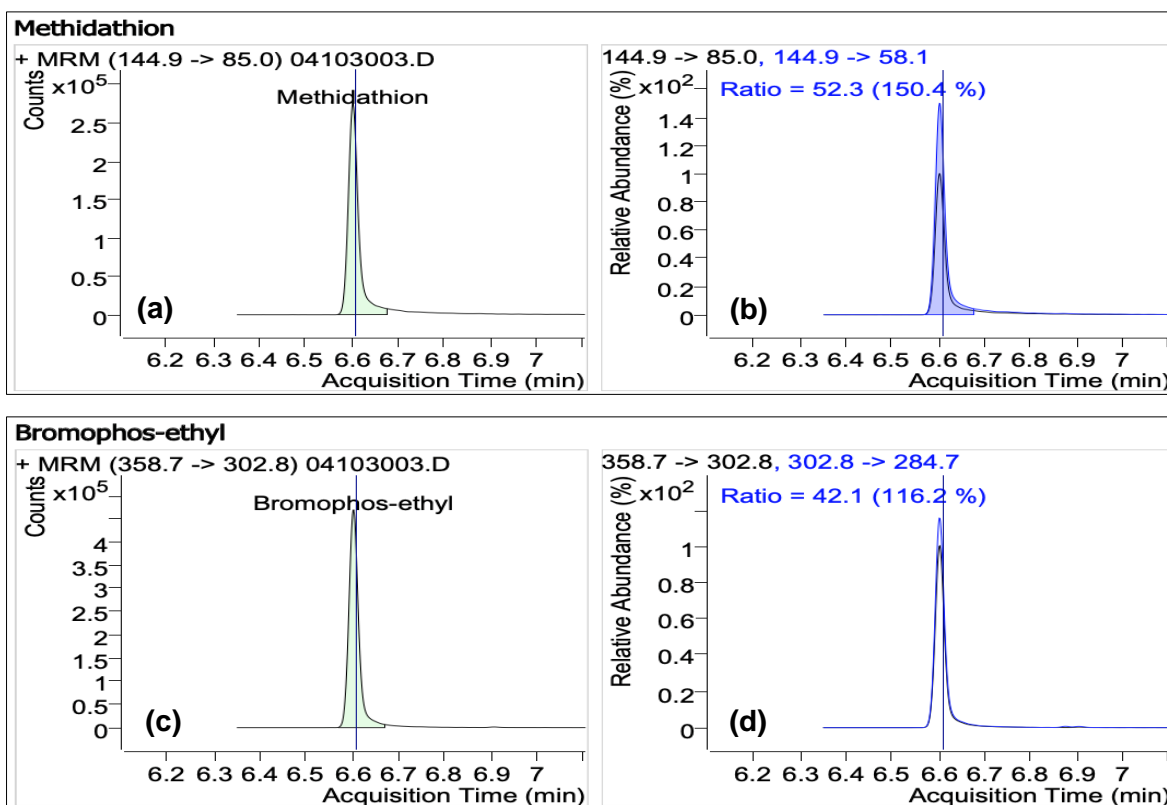 Methidathion
+ MRM (144.9 -> 85.0) 04103003.D
Counts
x10⁵
Methidathion
2.5
2
1.5
1
0.5
0
(a)
6.2 6.3 6.4 6.5 6.6 6.7 6.8 6.9 7
Acquisition Time (min)
144.9 -> 85.0, 144.9 -> 58.1
Relative Abundance (%)
x10²
Ratio = 52.3 (150.4 %)
1.4
1.2
1
0.8
0.6
0.4
0.2
0
(b)
6.2 6.3 6.4 6.5 6.6 6.7 6.8 6.9 7
Acquisition Time (min)
Bromophos-ethyl
+ MRM (358.7 -> 302.8) 04103003.D
Counts
x10⁵
Bromophos-ethyl
4
3.5
3
2.5
2
1.5
1
0.5
0
(c)
6.2 6.3 6.4 6.5 6.6 6.7 6.8 6.9 7
Acquisition Time (min)
358.7 -> 302.8, 302.8 -> 284.7
Relative Abundance (%)
x10²
Ratio = 42.1 (116.2 %)
1
0.8
0.6
0.4
0.2
0
(d)
6.2 6.3 6.4 6.5 6.6 6.7 6.8 6.9 7
Acquisition Time (min)